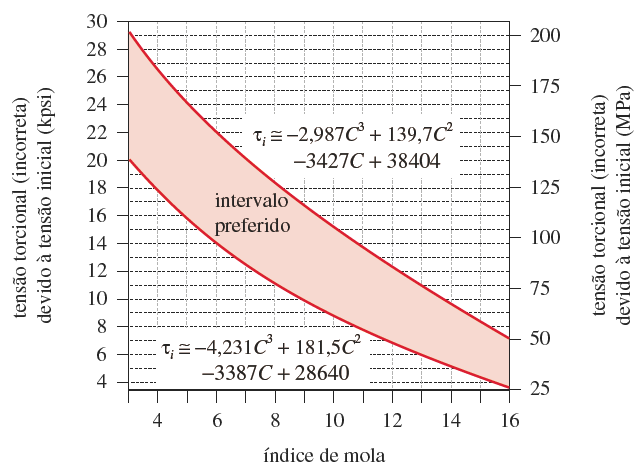 tensão torcional (incorreta)
devido à tensão inicial (kpsi)
30
28
26
24
22
20
18
16
14
12
10
8
6
4
τᵢ ≅ −2,987C³ + 139,7C²
−3427C + 38404
intervalo
preferido
τᵢ ≅ −4,231C³ + 181,5C²
−3387C + 28640
200
175
150
125
100
75
50
25
tensão torcional (incorreta)
devido à tensão inicial (MPa)
4 6 8 10 12 14 16
índice de mola